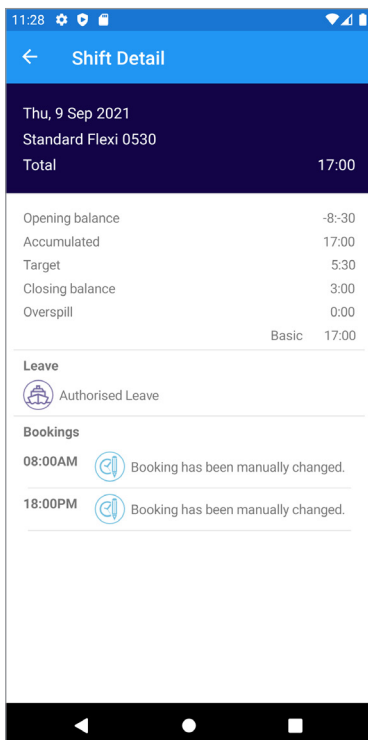 11:28
Shift Detail
Thu, 9 Sep 2021
Standard Flexi 0530
Total 17:00
Opening balance -8:-30
Accumulated 17:00
Target 5:30
Closing balance 3:00
Overspill 0:00
Basic 17:00
Leave
Authorised Leave
Bookings
08:00AM Booking has been manually changed.
18:00PM Booking has been manually changed.